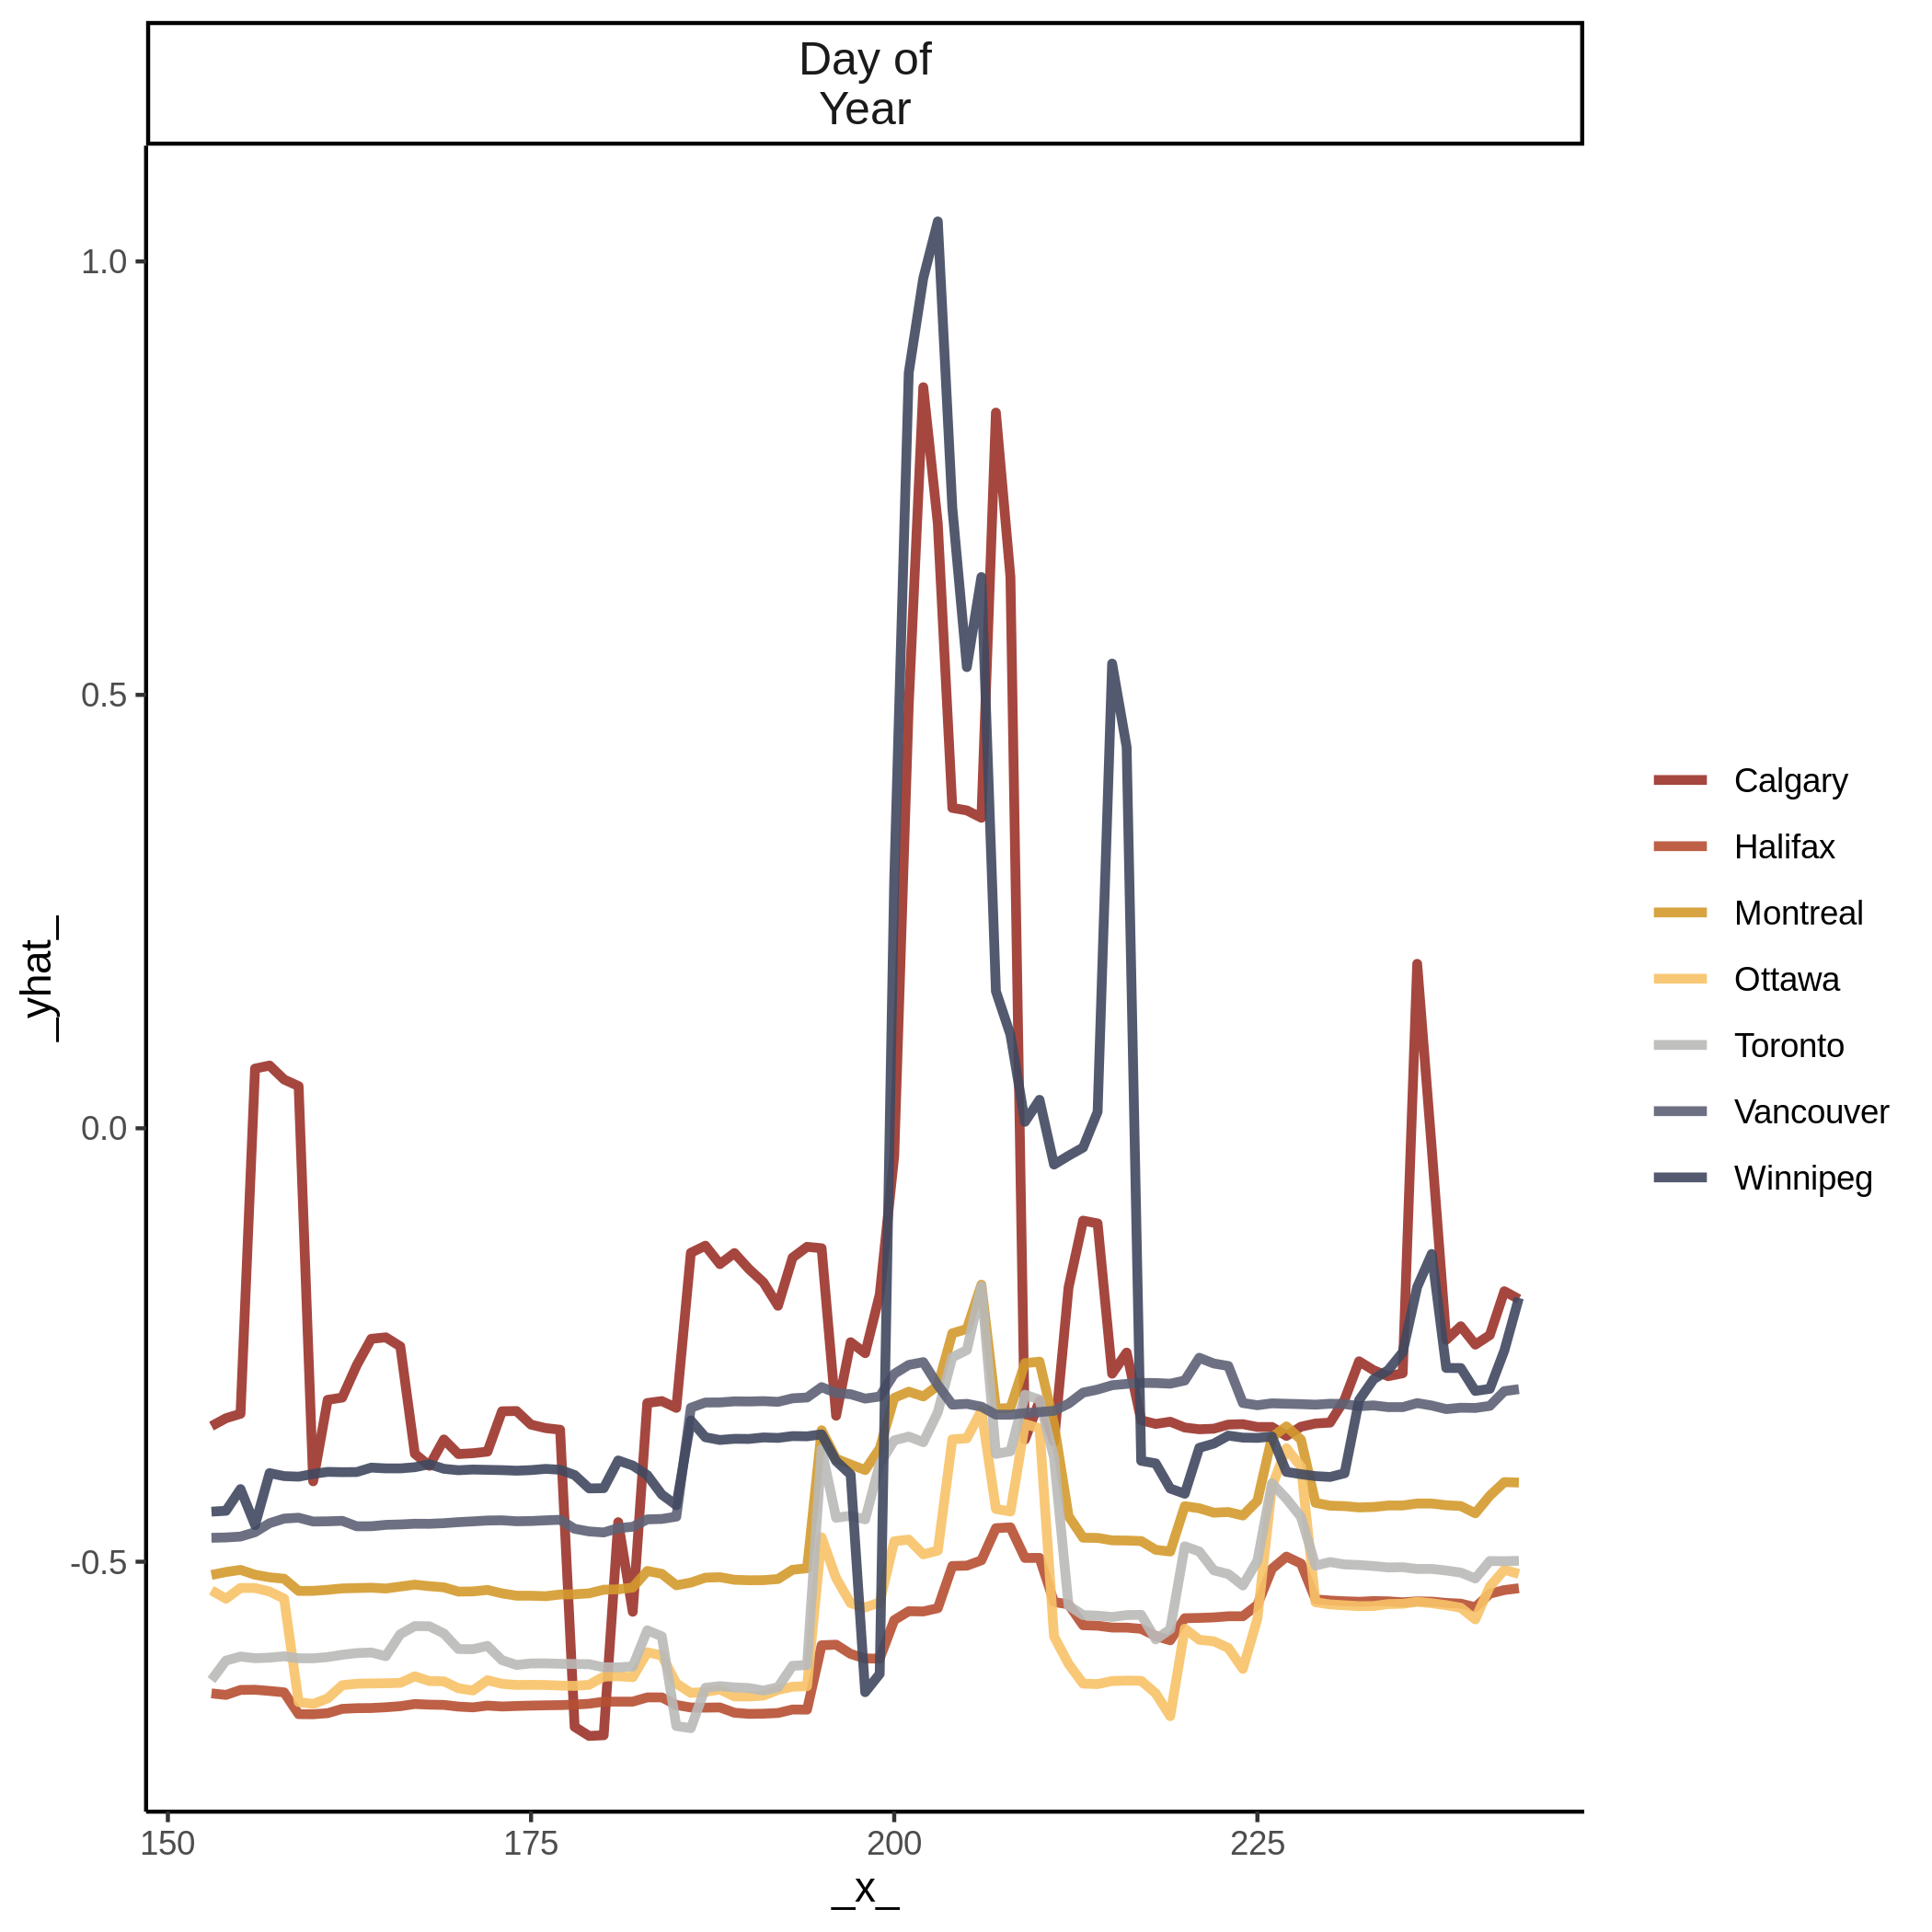 Day of
Year
1.0
0.5
0.0
-0.5
_yhat_
150
175
200
225
_x_
Calgary
Halifax
Montreal
Ottawa
Toronto
Vancouver
Winnipeg